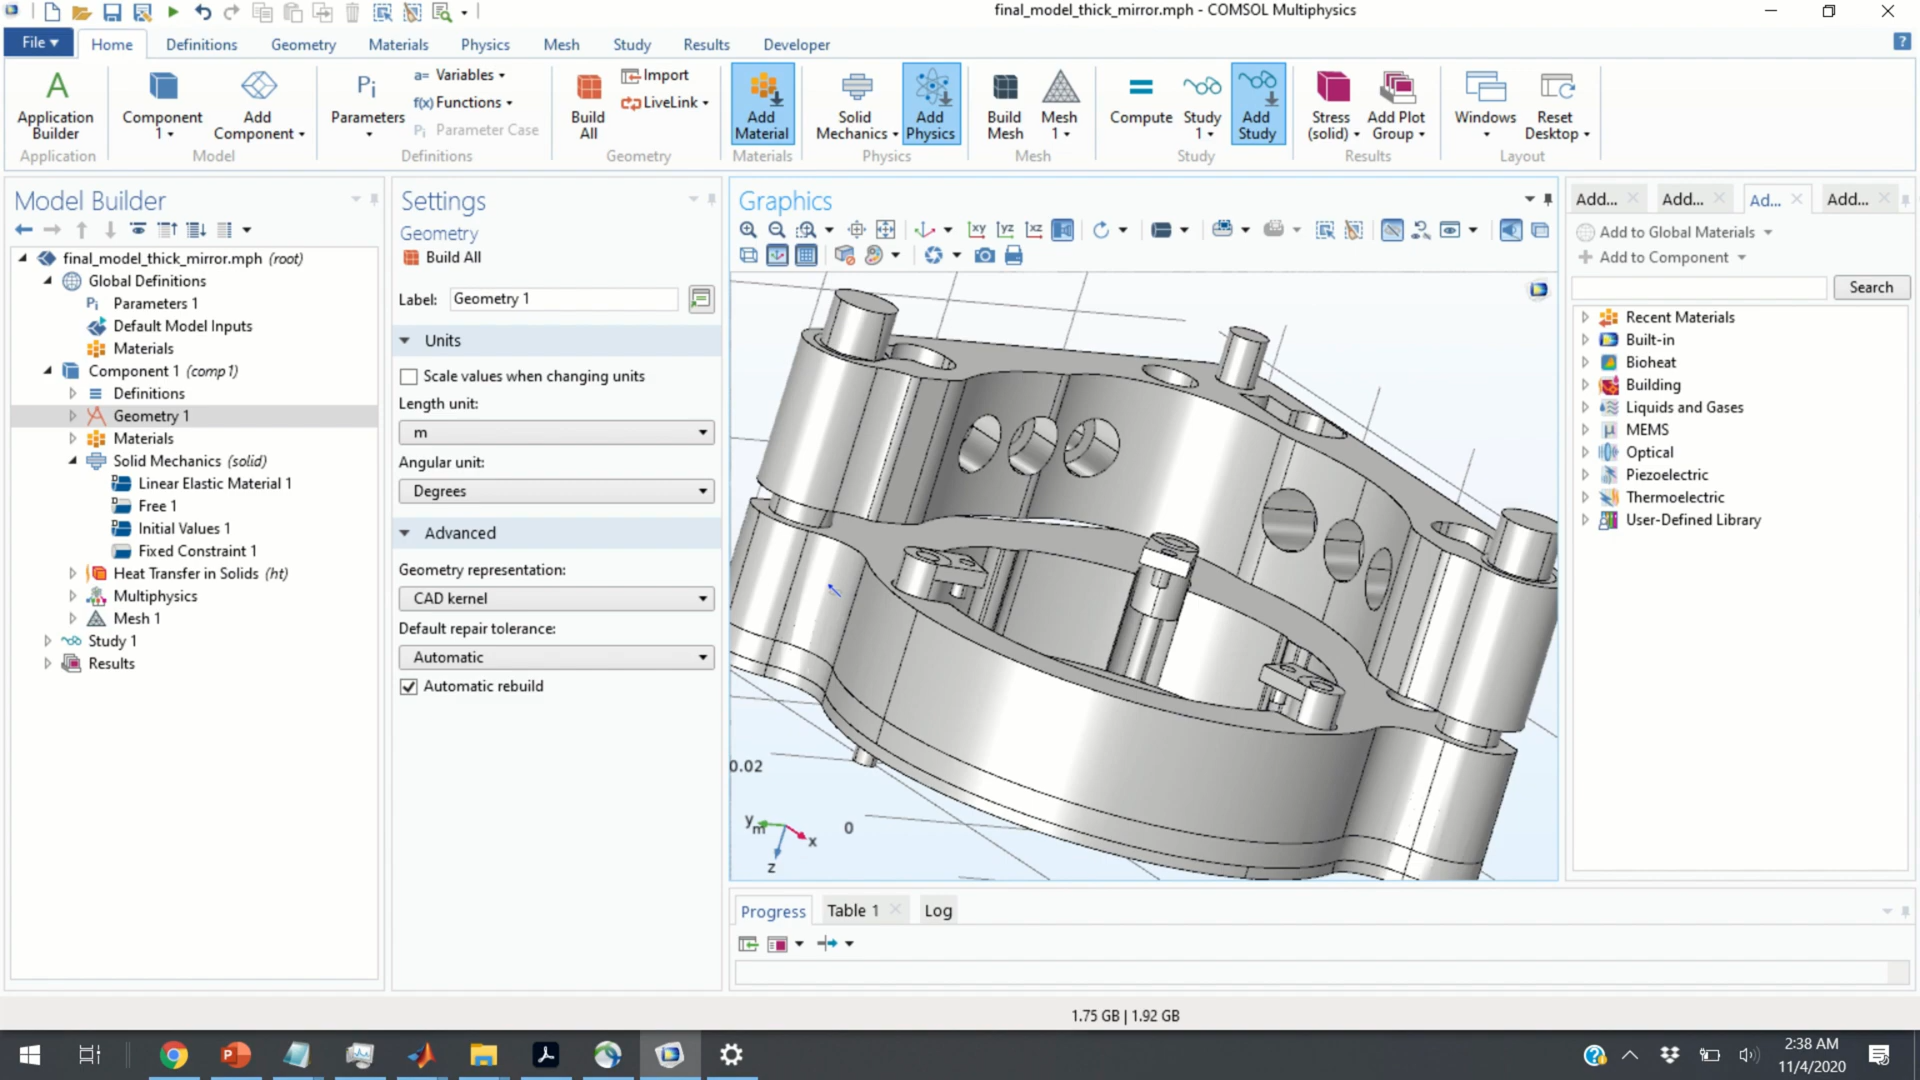 final_model_thick_mirror.mph - COMSOL Multiphysics
File
Home
Definitions
Geometry
Materials
Physics
Mesh
Study
Results
Developer
?
Application Builder
Application
Component 1
Add Component
Model
Pi
Parameters
a= Variables
f(x) Functions
Pi Parameter Case
Definitions
Build All
Import
LiveLink
Geometry
Add Material
Materials
Solid Mechanics
Add Physics
Physics
Build Mesh
Mesh 1
Mesh
Compute
Study 1
Add Study
Study
Stress (solid)
Add Plot Group
Results
Windows
Reset Desktop
Layout
Model Builder
final_model_thick_mirror.mph (root)
Global Definitions
Pi Parameters 1
Default Model Inputs
Materials
Component 1 (comp1)
Definitions
Geometry 1
Materials
Solid Mechanics (solid)
Linear Elastic Material 1
Free 1
Initial Values 1
Fixed Constraint 1
Heat Transfer in Solids (ht)
Multiphysics
Mesh 1
Study 1
Results
Settings
Geometry
Build All
Label: Geometry 1
Units
Scale values when changing units
Length unit:
m
Angular unit:
Degrees
Advanced
Geometry representation:
CAD kernel
Default repair tolerance:
Automatic
Automatic rebuild
Graphics
xy
yz
xz
0.02
0
y
m
x
z
Progress
Table 1
Log
Add...
Add...
Ad...
Add...
Add to Global Materials
Add to Component
Search
Recent Materials
Built-in
Bioheat
Building
Liquids and Gases
MEMS
Optical
Piezoelectric
Thermoelectric
User-Defined Library
1.75 GB | 1.92 GB
2:38 AM
11/4/2020